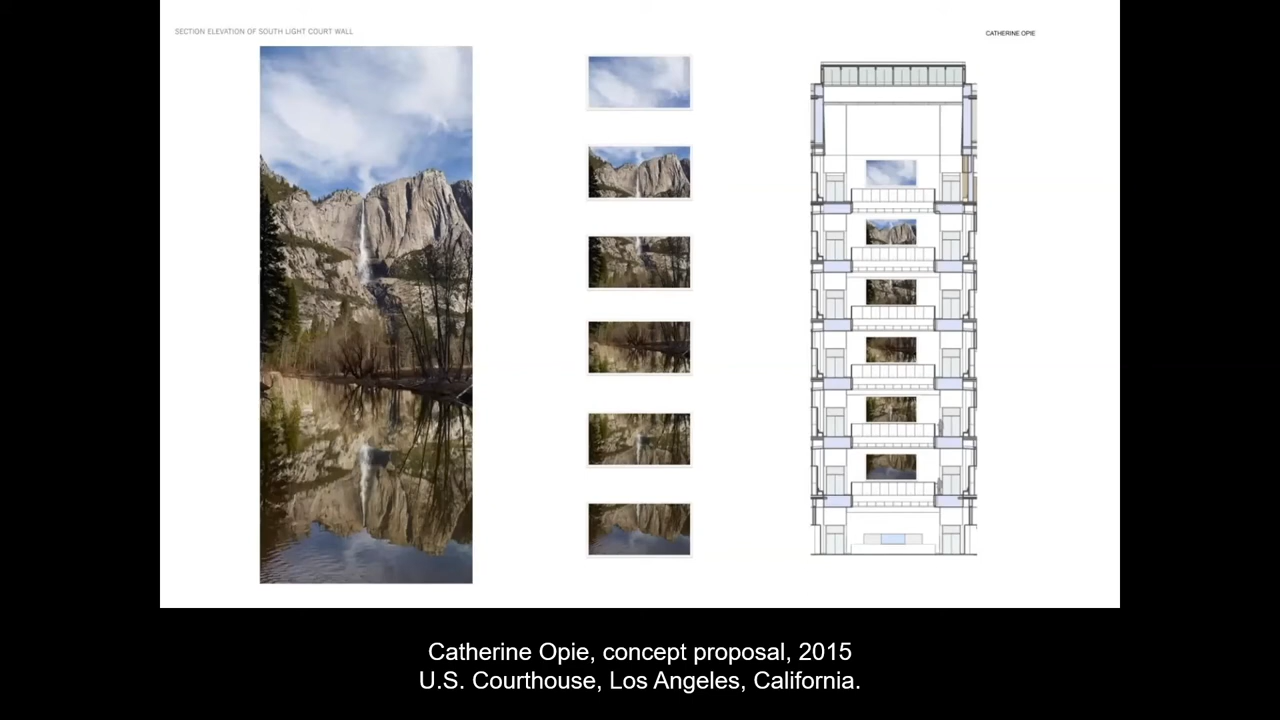 SECTION ELEVATION OF SOUTH LIGHT COURT WALL
CATHERINE OPIE
Catherine Opie, concept proposal, 2015
U.S. Courthouse, Los Angeles, California.